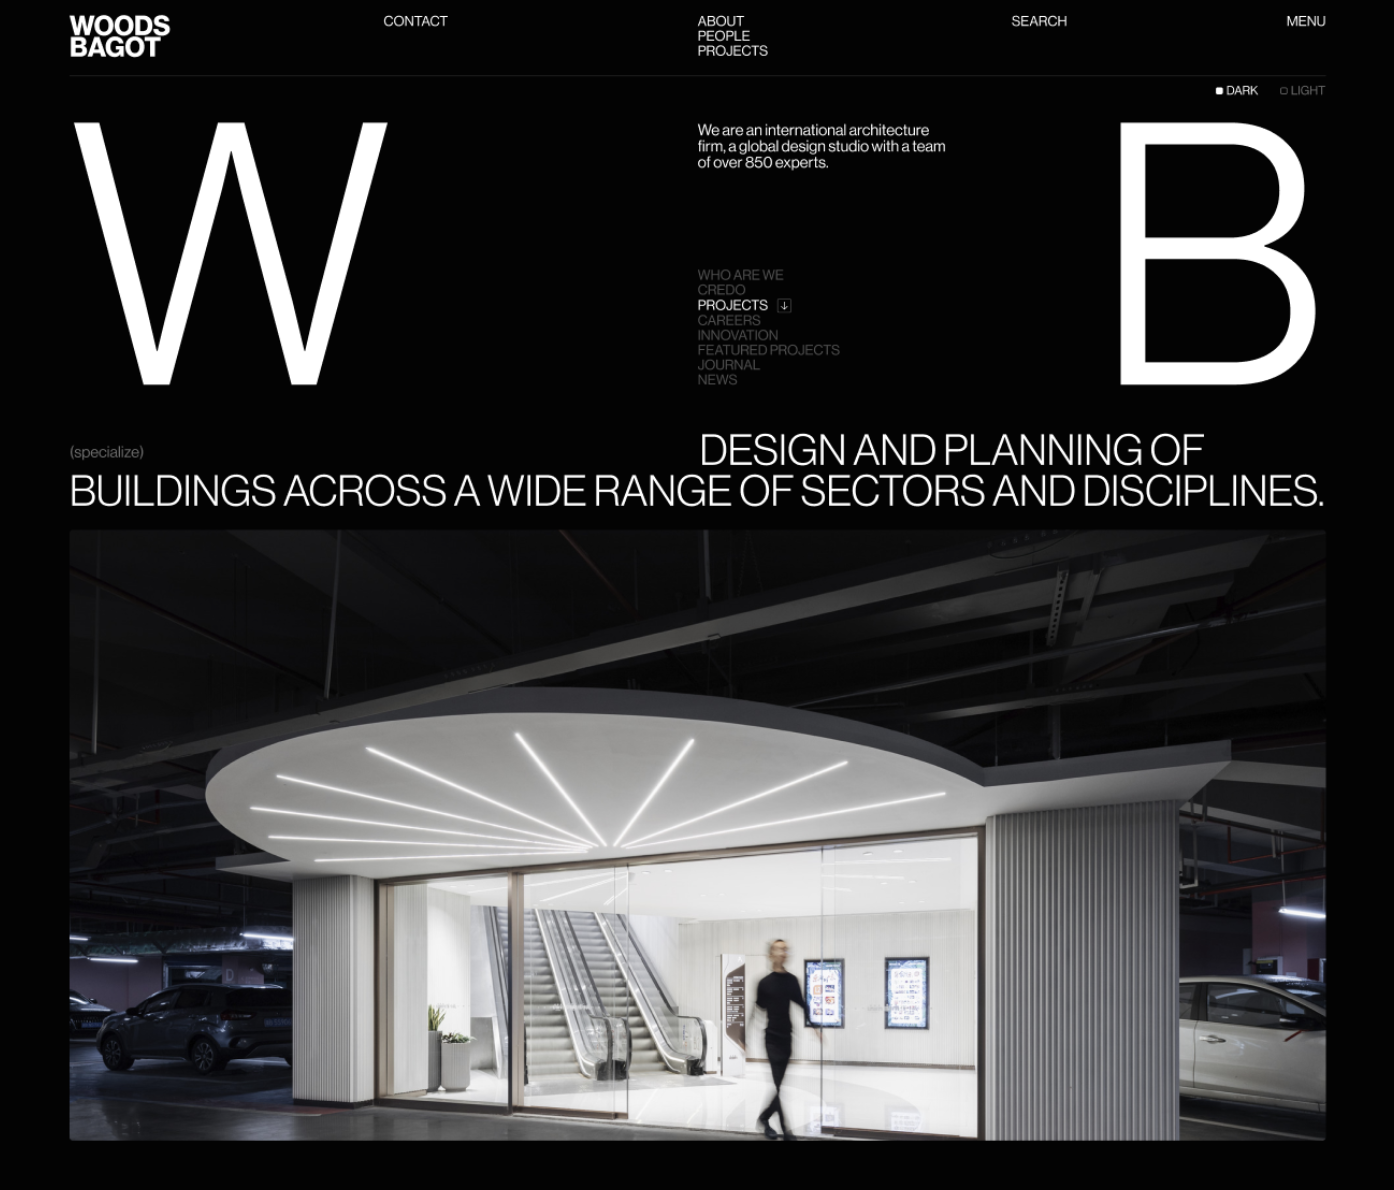 WOODS
BAGOT
CONTACT
ABOUT
PEOPLE
PROJECTS
SEARCH
MENU
DARK
LIGHT
W
We are an international architecture
firm, a global design studio with a team
of over 850 experts.
B
WHO ARE WE
CREDO
PROJECTS
CAREERS
INNOVATION
FEATURED PROJECTS
JOURNAL
NEWS
(specialize)
DESIGN AND PLANNING OF
BUILDINGS ACROSS A WIDE RANGE OF SECTORS AND DISCIPLINES.